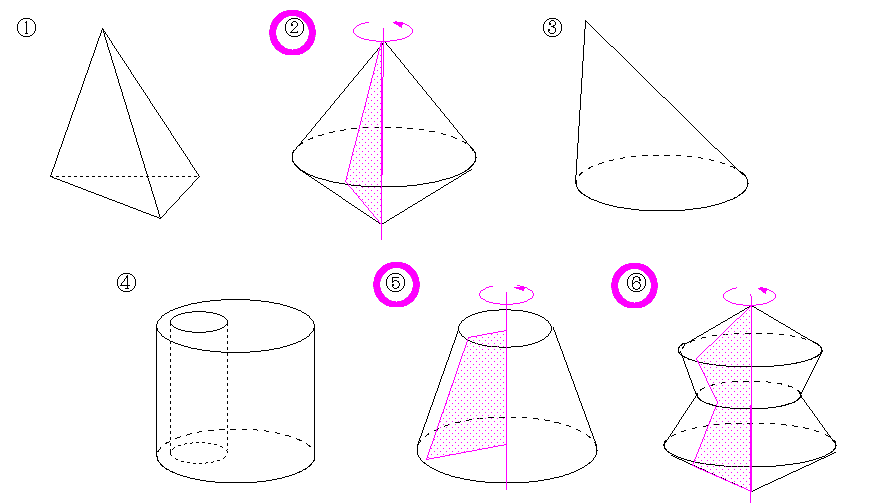 ① ② ③
④ ⑤ ⑥